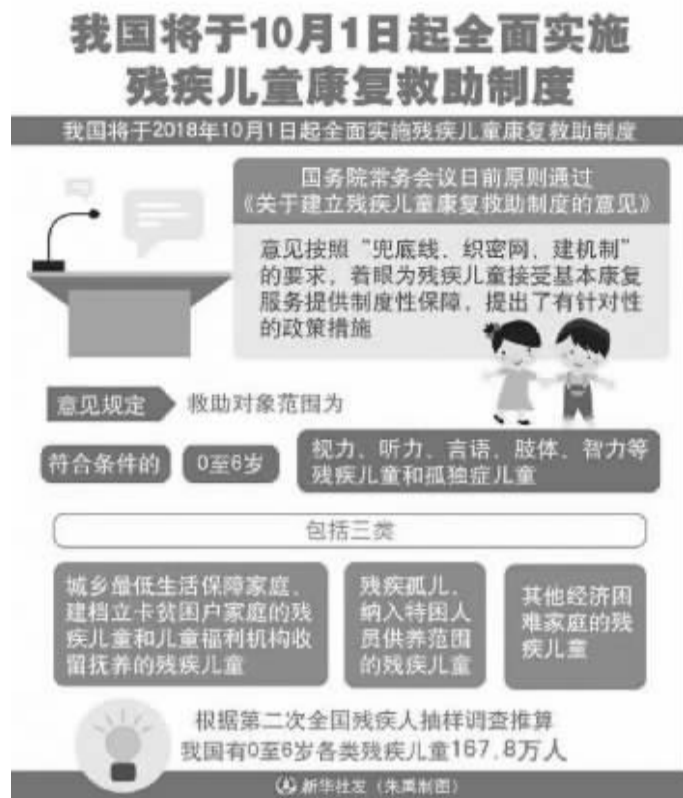 我国将于10月1日起全面实施
残疾儿童康复救助制度
我国将于2018年10月1日起全面实施残疾儿童康复救助制度
国务院常务会议日前原则通过
《关于建立残疾儿童康复救助制度的意见》
意见按照“兜底线、织密网、建机制”
的要求，着眼为残疾儿童接受基本康复
服务提供制度性保障，提出了有针对性
的政策措施
意见规定 救助对象范围为
符合条件的 0至6岁
视力、听力、言语、肢体、智力等
残疾儿童和孤独症儿童
包括三类
城乡最低生活保障家庭、
建档立卡贫困户家庭的残
疾儿童和儿童福利机构收
留抚养的残疾儿童
残疾孤儿、
纳入特困人
员供养范围
的残疾儿童
其他经济困
难家庭的残
疾儿童
根据第二次全国残疾人抽样调查推算
我国有0至6岁各类残疾儿童167.8万人
新华社发（朱禹制图）